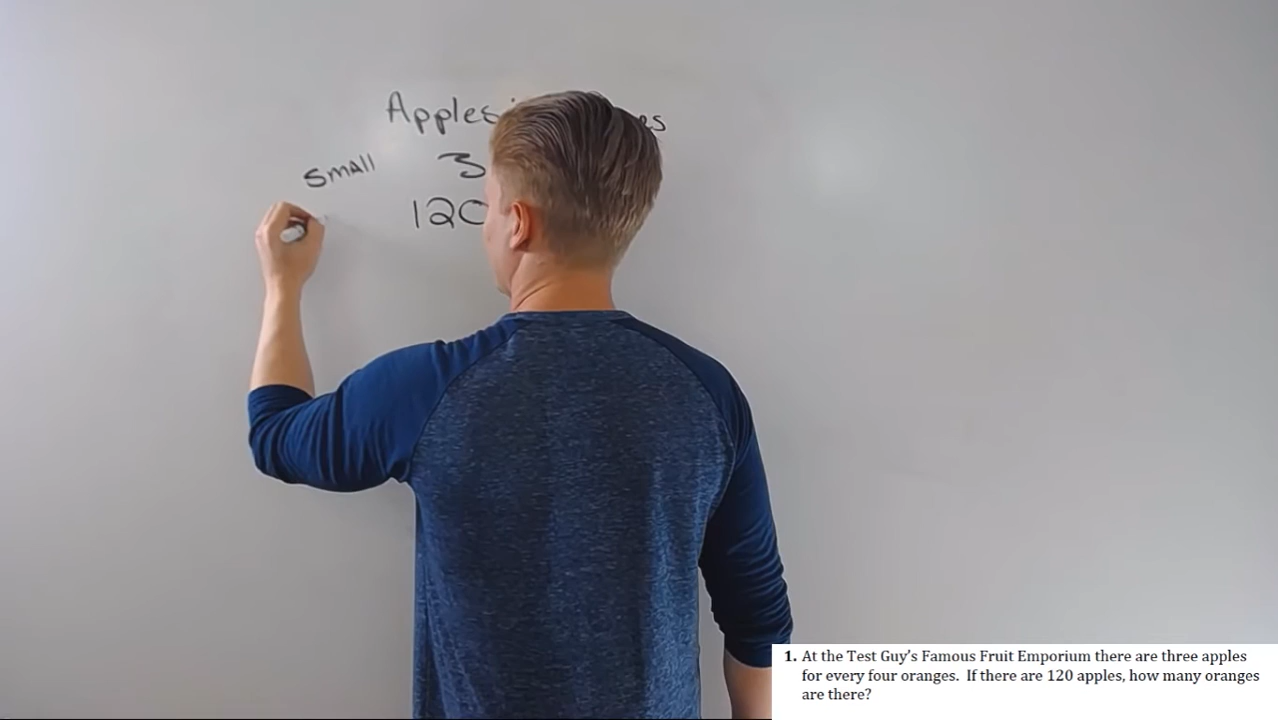 Apples
small 3
120
1. At the Test Guy's Famous Fruit Emporium there are three apples
for every four oranges. If there are 120 apples, how many oranges
are there?